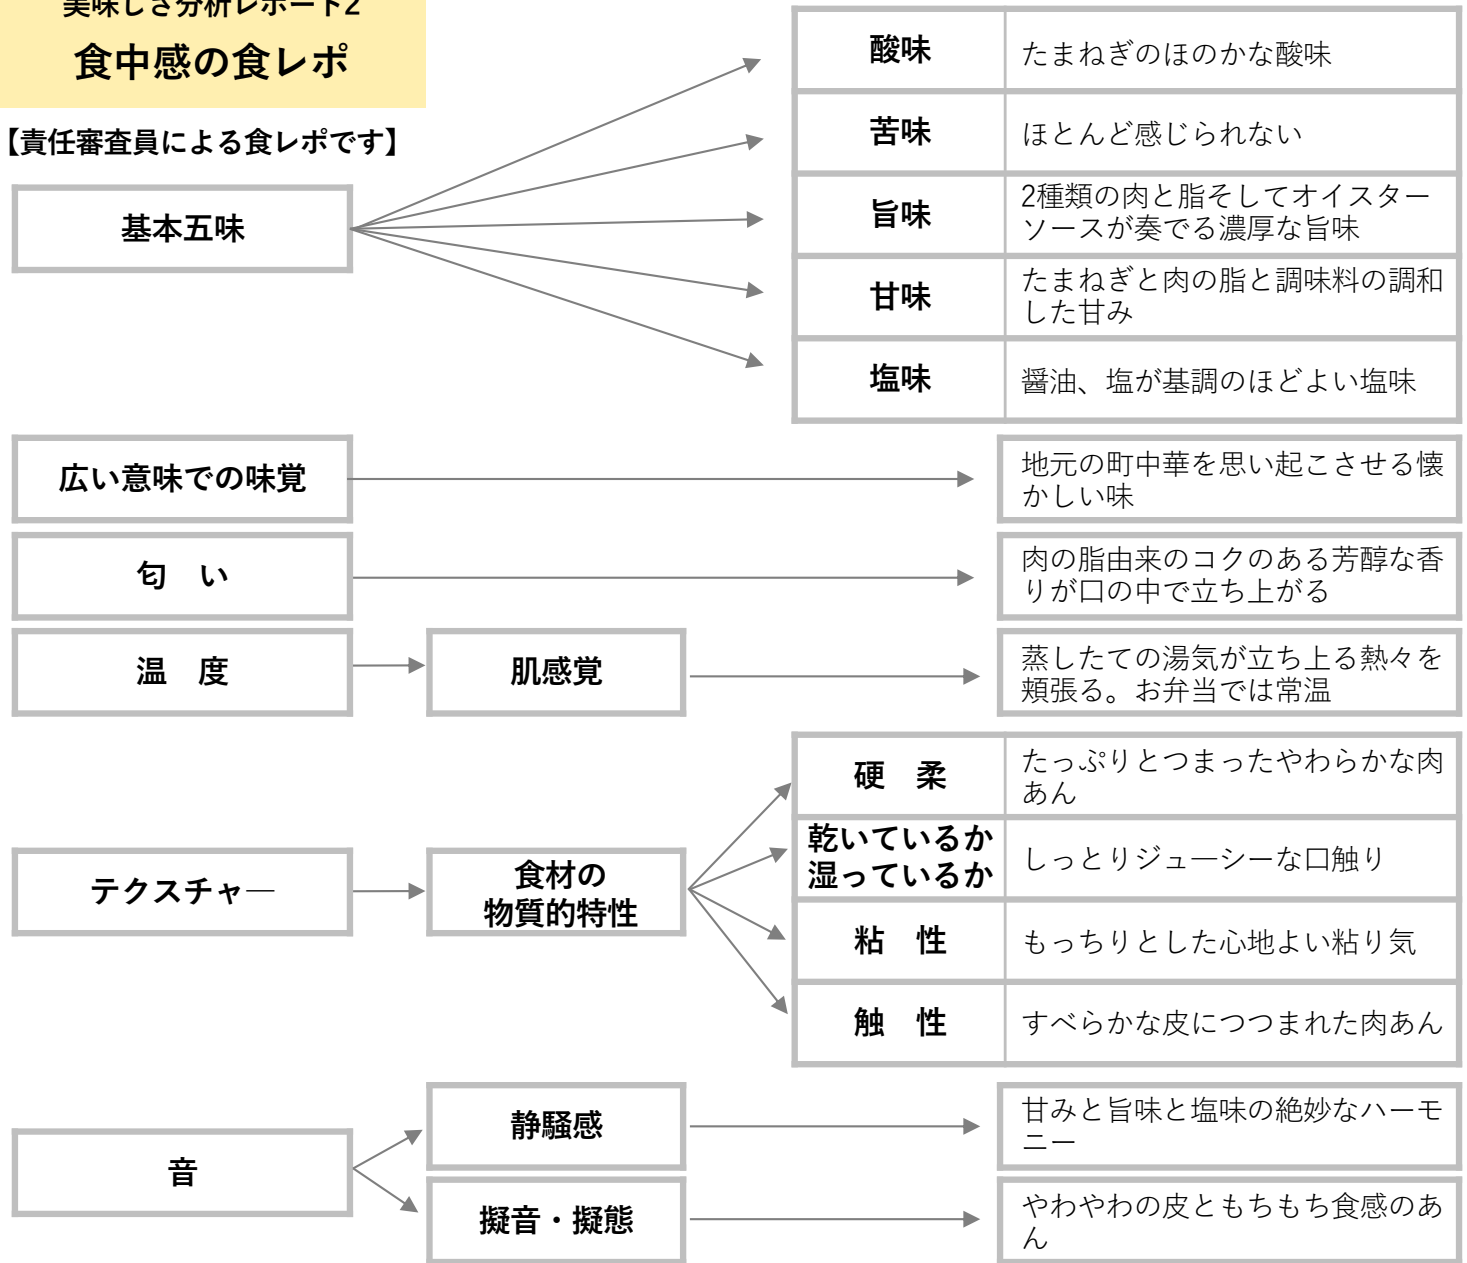 美味しさ分析レポート2
食中感の食レポ
【責任審査員による食レポです】
基本五味
酸味
たまねぎのほのかな酸味
苦味
ほとんど感じられない
旨味
2種類の肉と脂そしてオイスター
ソースが奏でる濃厚な旨味
甘味
たまねぎと肉の脂と調味料の調和
した甘み
塩味
醤油、塩が基調のほどよい塩味
広い意味での味覚
地元の町中華を思い起こさせる懐
かしい味
匂　い
肉の脂由来のコクのある芳醇な香
りが口の中で立ち上がる
温　度
肌感覚
蒸したての湯気が立ち上る熱々を
頬張る。お弁当では常温
テクスチャ―
食材の
物質的特性
硬　柔
たっぷりとつまったやわらかな肉
あん
乾いているか
湿っているか
しっとりジュ―シーな口触り
粘　性
もっちりとした心地よい粘り気
触　性
すべらかな皮につつまれた肉あん
音
静騒感
甘みと旨味と塩味の絶妙なハーモ
ニー
擬音・擬態
やわやわの皮ともちもち食感のあ
ん